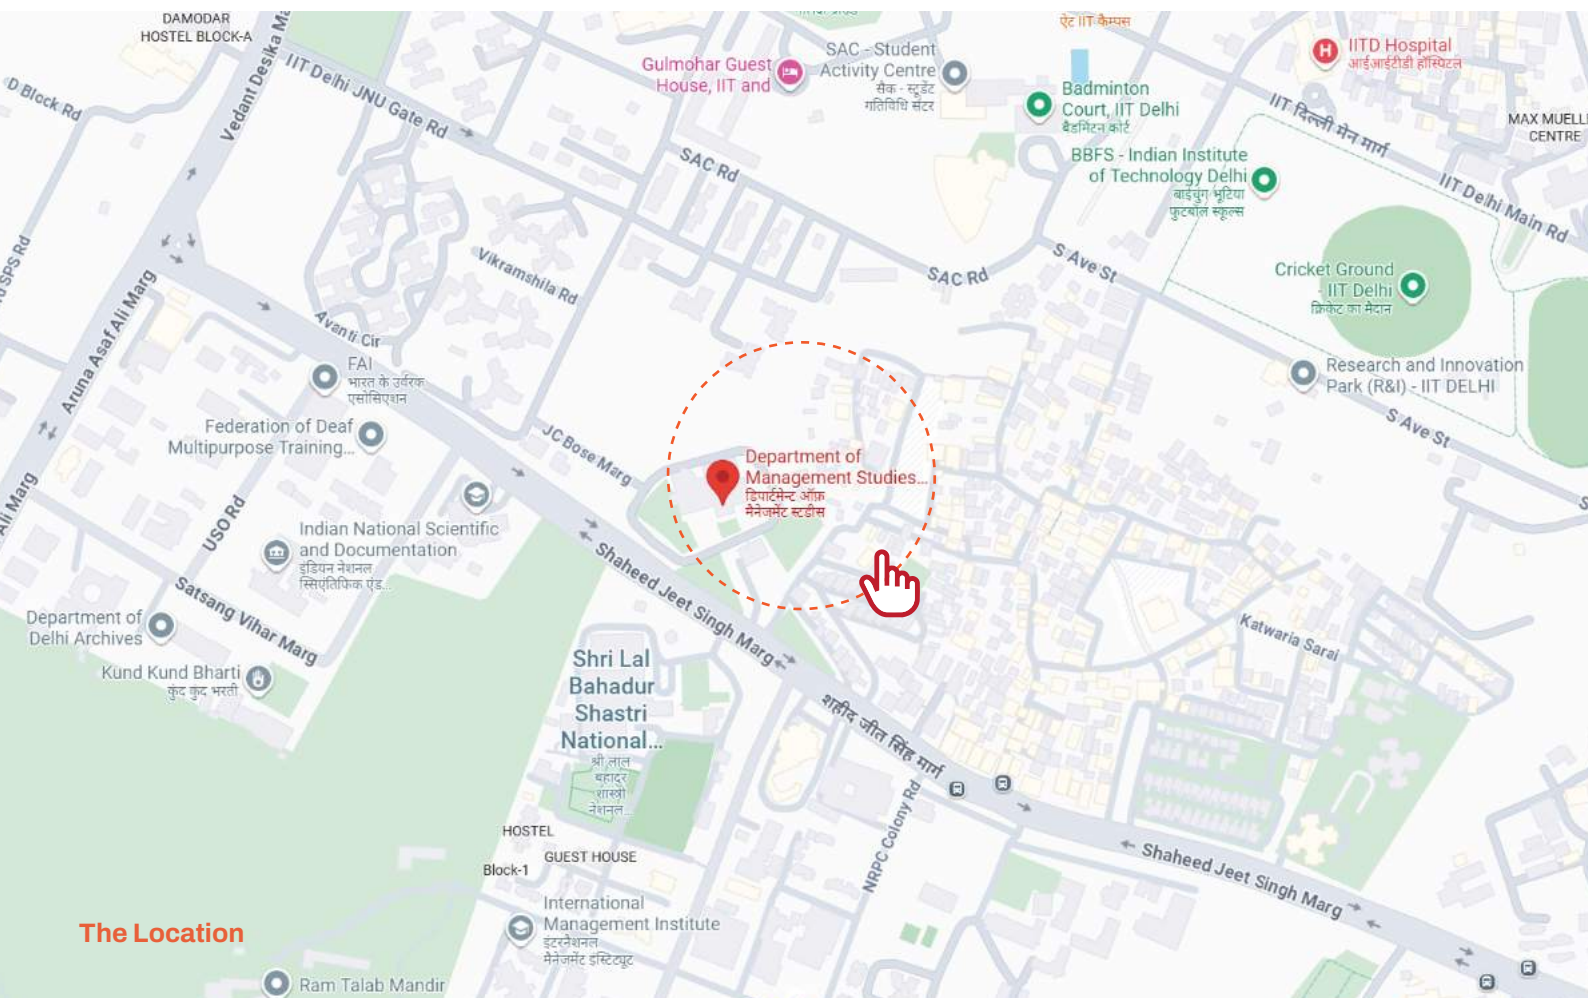 DAMODAR
HOSTEL BLOCK-A
D Block Rd
IIT Delhi JNU Gate Rd
Gulmohar Guest
House, IIT and
SAC - Student
Activity Centre
सैक - स्टूडेंट
गतिविधि सेंटर
ऐट IIT कैम्पस
Badminton
Court, IIT Delhi
बैडमिंटन कोर्ट
IITD Hospital
आईआईटीडी हॉस्पिटल
MAX MUELL
CENTRE
IIT दिल्ली मेन मार्ग
IIT Delhi Main Rd
BBFS - Indian Institute
of Technology Delhi
बाईचुंग भूटिया
फुटबॉल स्कूल्स
SAC Rd
SAC Rd
S Ave St
Cricket Ground
- IIT Delhi
क्रिकेट का मैदान
Vikramshila Rd
SPS Rd
Aruna Asaf Ali Marg
Avanti Cir
FAI
भारत के उर्वरक
एसोसिएशन
Research and Innovation
Park (R&I) - IIT DELHI
S Ave St
Federation of Deaf
Multipurpose Training...
JC Bose Marg
Department of
Management Studies...
डिपार्टमेन्ट ऑफ़
मैनेजमेंट स्टडीस
Ali Marg
USO Rd
Indian National Scientific
and Documentation
इंडियन नेशनल
स्सिएंतिफिक एंड...
Shaheed Jeet Singh Marg
Satsang Vihar Marg
Department of
Delhi Archives
Kund Kund Bharti
कुंद कुंद भरती
Katwaria Sarai
Shri Lal
Bahadur
Shastri
National...
श्री लाल
बहादुर
शास्त्री
नेशनल...
शहीद जीत सिंह मार्ग
NRPC Colony Rd
HOSTEL
GUEST HOUSE
Block-1
Shaheed Jeet Singh Marg
International
Management Institute
इंटरनैशनल
मैनेजमेंट इंस्टिट्यूट
The Location
Ram Talab Mandir